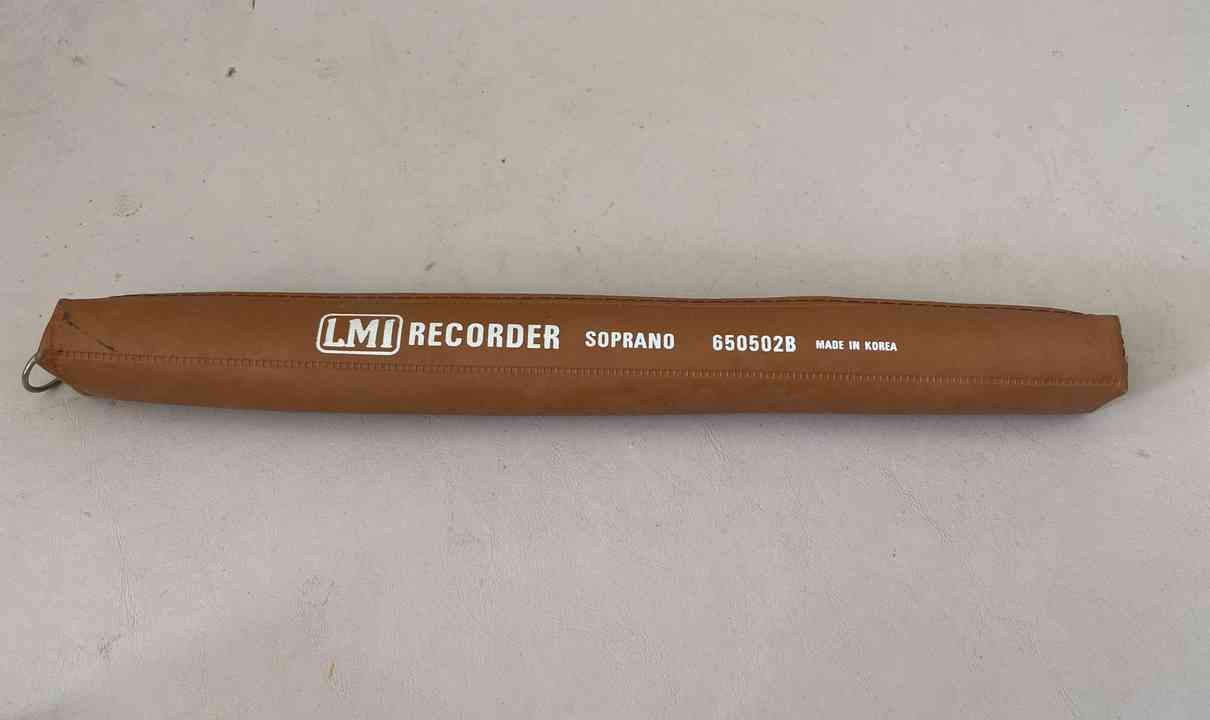 LMI RECORDER SOPRANO 650502B MADE IN KOREA